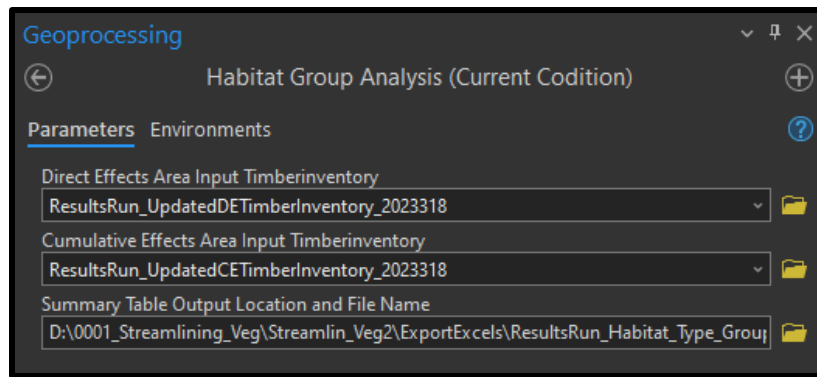 Geoprocessing
Habitat Group Analysis (Current Codition)
Parameters Environments
Direct Effects Area Input Timberinventory
ResultsRun_UpdatedDETimberInventory_2023318
Cumulative Effects Area Input Timberinventory
ResultsRun_UpdatedCETimberInventory_2023318
Summary Table Output Location and File Name
D:\0001_Streamlining_Veg\Streamlin_Veg2\ExportExcels\ResultsRun_Habitat_Type_Group